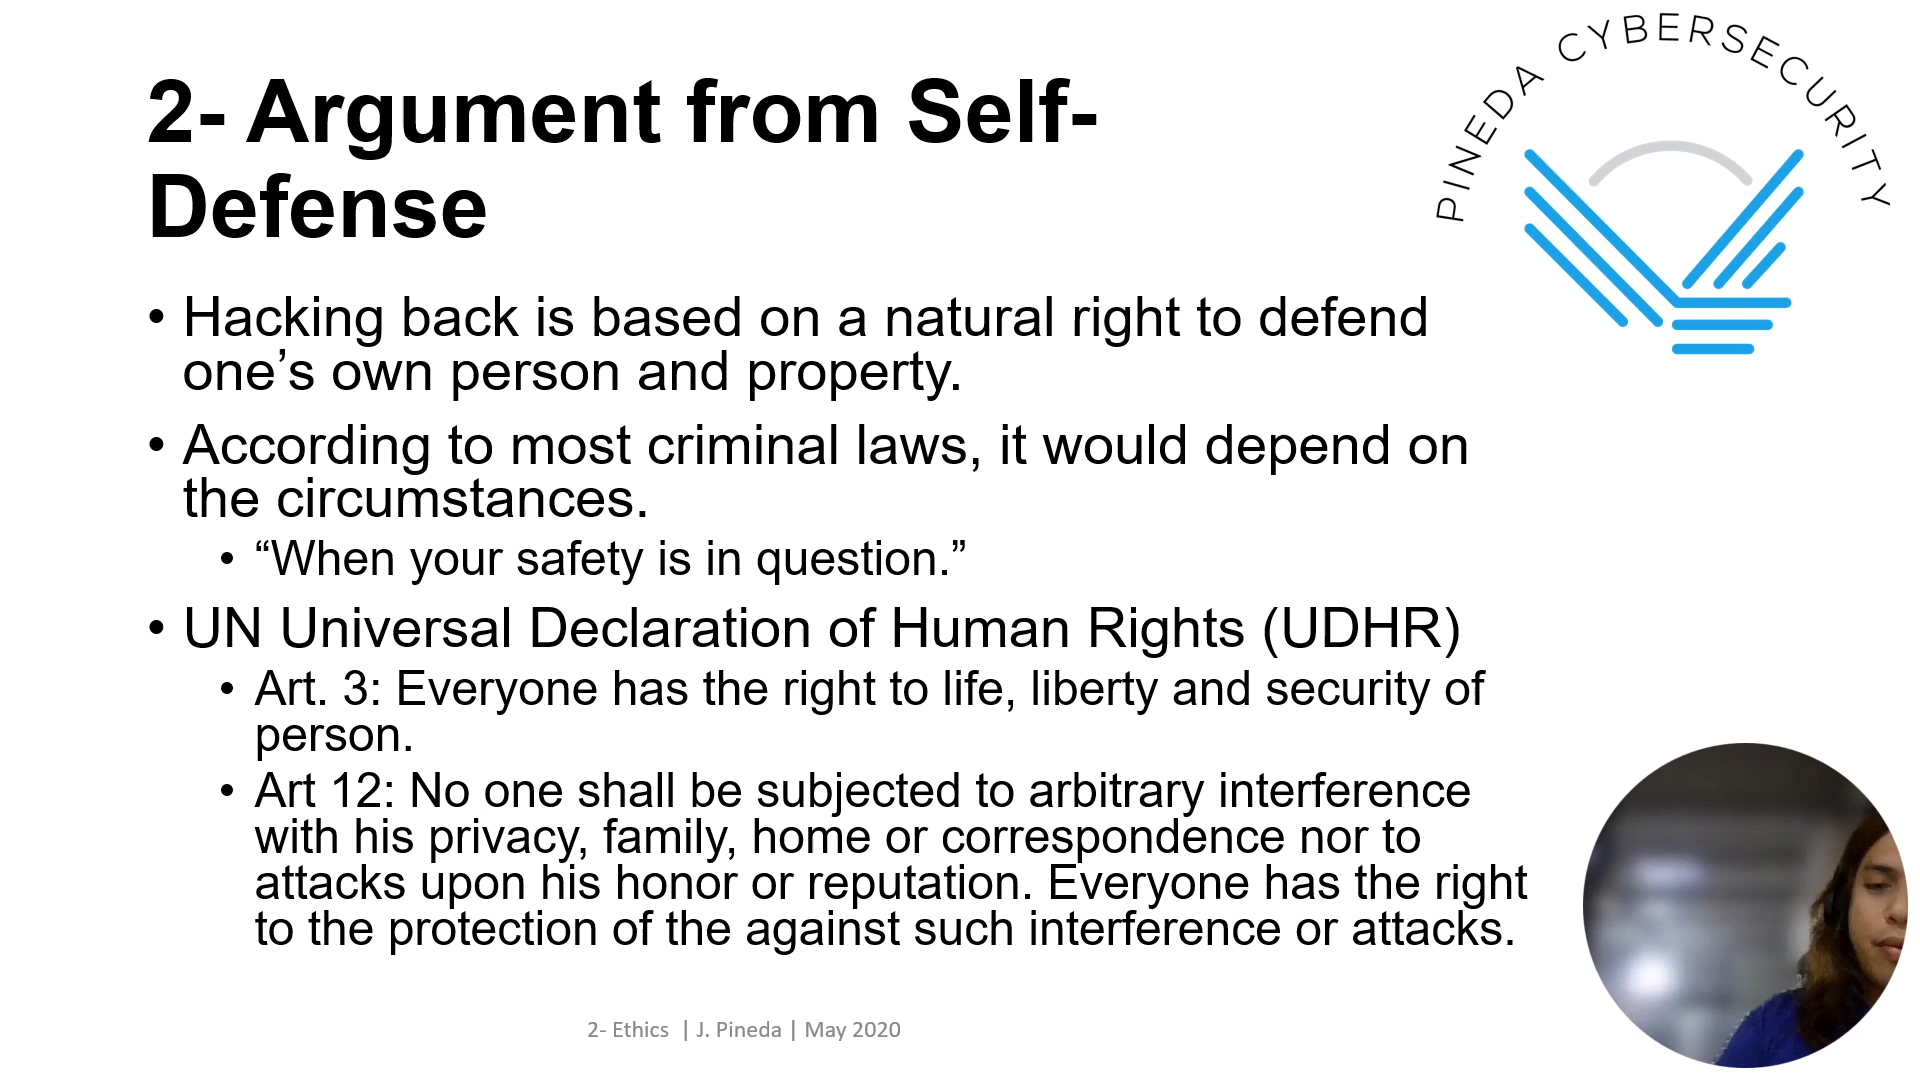 PINEDA CYBERSECURITY
2- Argument from Self-
Defense
• Hacking back is based on a natural right to defend
one’s own person and property.
• According to most criminal laws, it would depend on
the circumstances.
• “When your safety is in question.”
• UN Universal Declaration of Human Rights (UDHR)
• Art. 3: Everyone has the right to life, liberty and security of
person.
• Art 12: No one shall be subjected to arbitrary interference
with his privacy, family, home or correspondence nor to
attacks upon his honor or reputation. Everyone has the right
to the protection of the against such interference or attacks.
2- Ethics | J. Pineda | May 2020